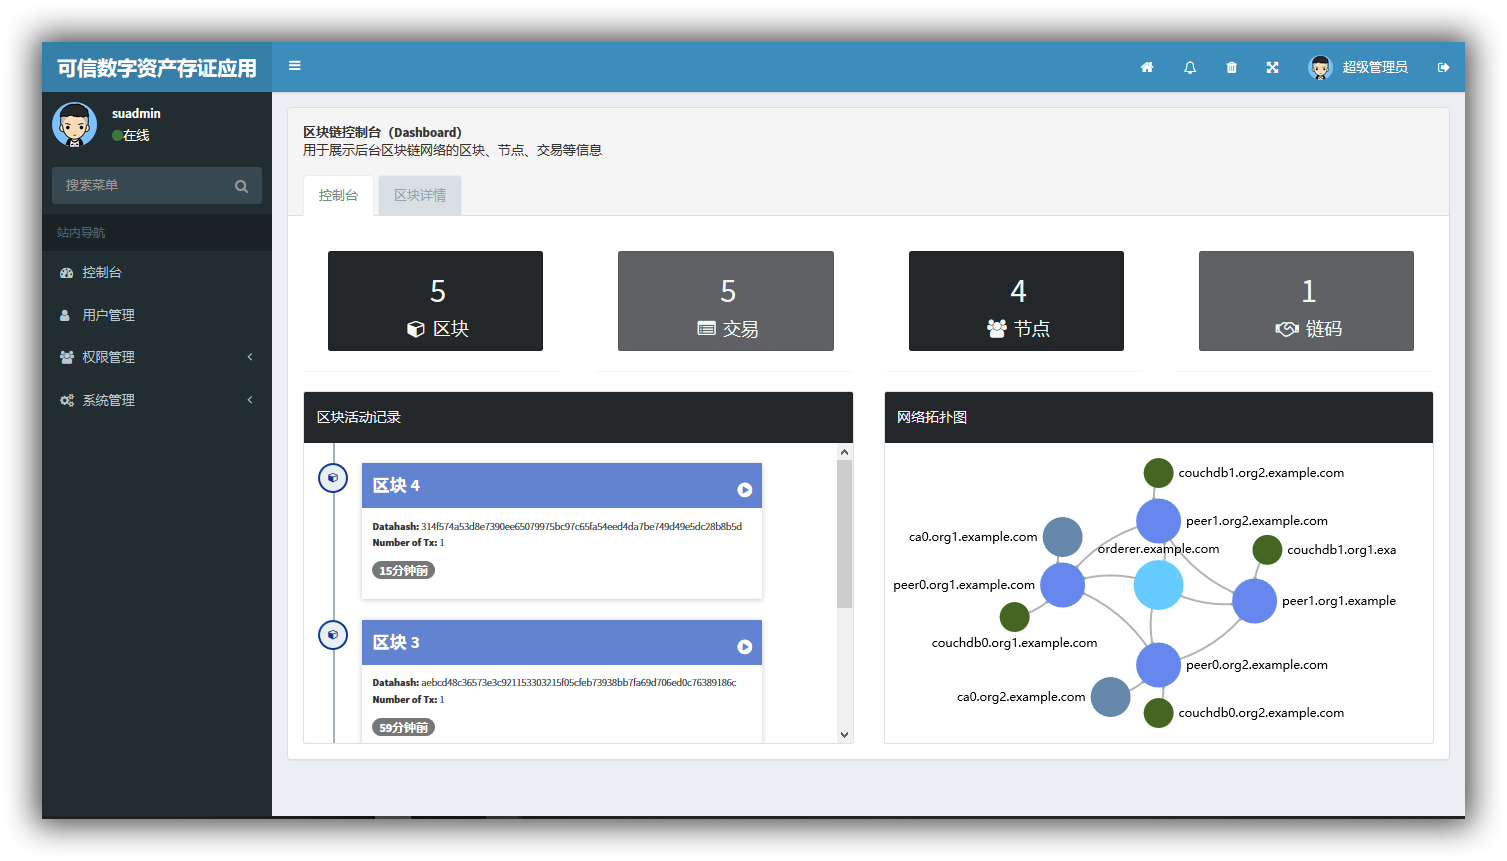 可信数字资产存证应用
超级管理员
suadmin
在线
搜索菜单
站内导航
控制台
用户管理
权限管理
系统管理
区块链控制台（Dashboard）
用于展示后台区块链网络的区块、节点、交易等信息
控制台
区块详情
5
区块
5
交易
4
节点
1
链码
区块活动记录
区块 4
Datahash: 314f574a53d8e7390ee65079975bc97c65fa54eed4da7be749d49e5dc28b8b5d
Number of Tx: 1
15分钟前
区块 3
Datahash: aebcd48c36573e3c921153303215f05cfeb73938bb7fa69d706ed0c76389186c
Number of Tx: 1
59分钟前
网络拓扑图
couchdb1.org2.example.com
peer1.org2.example.com
ca0.org1.example.com
orderer.example.com
couchdb1.org1.exa
peer0.org1.example.com
peer1.org1.example
couchdb0.org1.example.com
peer0.org2.example.com
ca0.org2.example.com
couchdb0.org2.example.com